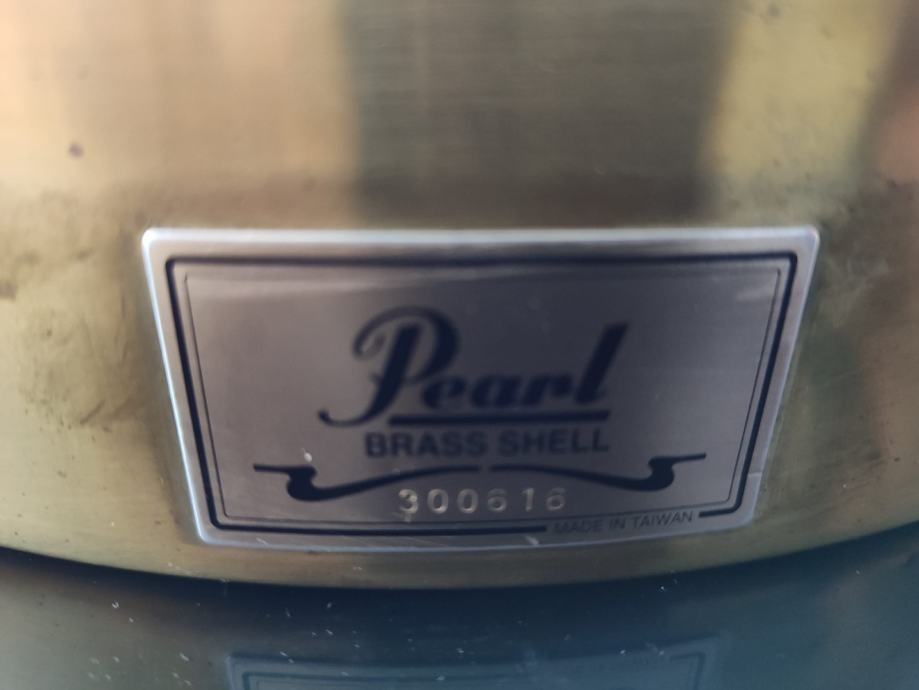 Pearl
BRASS SHELL
300616
MADE IN TAIWAN